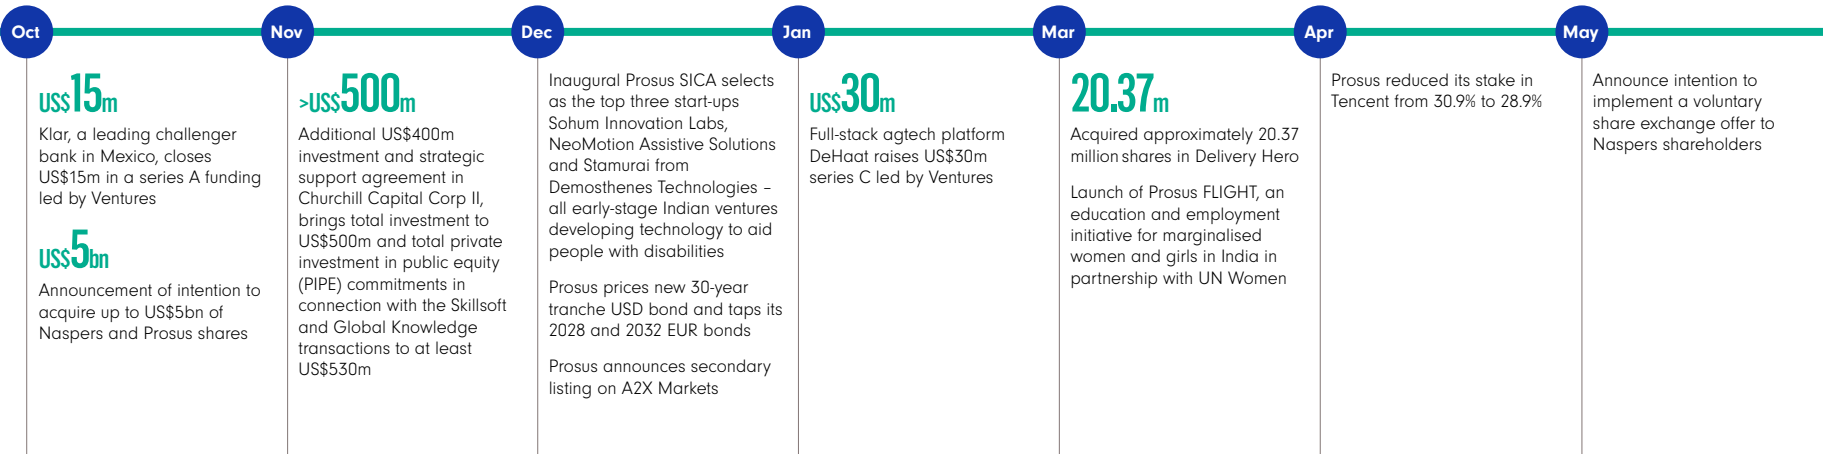 Oct
US$15m
Klar, a leading challenger
bank in Mexico, closes
US$15m in a series A funding
led by Ventures
US$5bn
Announcement of intention to
acquire up to US$5bn of
Naspers and Prosus shares
Nov
>US$500m
Additional US$400m
investment and strategic
support agreement in
Churchill Capital Corp II,
brings total investment to
US$500m and total private
investment in public equity
(PIPE) commitments in
connection with the Skillsoft
and Global Knowledge
transactions to at least
US$530m
Dec
Inaugural Prosus SICA selects
as the top three start-ups
Sohum Innovation Labs,
NeoMotion Assistive Solutions
and Stamurai from
Demosthenes Technologies –
all early-stage Indian ventures
developing technology to aid
people with disabilities
Prosus prices new 30-year
tranche USD bond and taps its
2028 and 2032 EUR bonds
Prosus announces secondary
listing on A2X Markets
Jan
US$30m
Full-stack agtech platform
DeHaat raises US$30m
series C led by Ventures
Mar
20.37m
Acquired approximately 20.37
million shares in Delivery Hero
Launch of Prosus FLIGHT, an
education and employment
initiative for marginalised
women and girls in India in
partnership with UN Women
Apr
Prosus reduced its stake in
Tencent from 30.9% to 28.9%
May
Announce intention to
implement a voluntary
share exchange offer to
Naspers shareholders